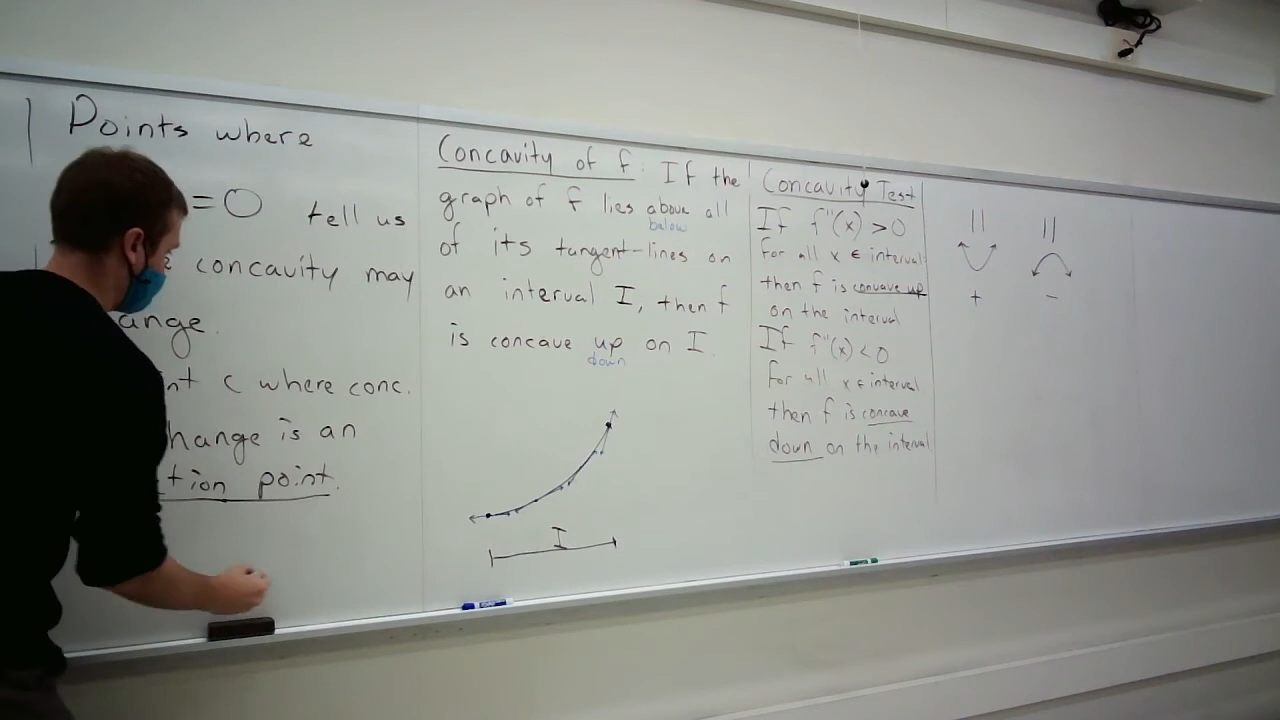 Points where
= 0 tell us
concavity may
ange.
nt c where conc.
hange is an
tion point.
Concavity of f: If the
graph of f lies above all
below
of its tangent-lines on
an interval I, then f
is concave up on I.
down
I
Concavity Test
If f"(x) > 0
for all x ∈ interval
then f is concave up
on the interval
If f"(x) < 0
for all x ∈ interval
then f is concave
down on the interval
+ −